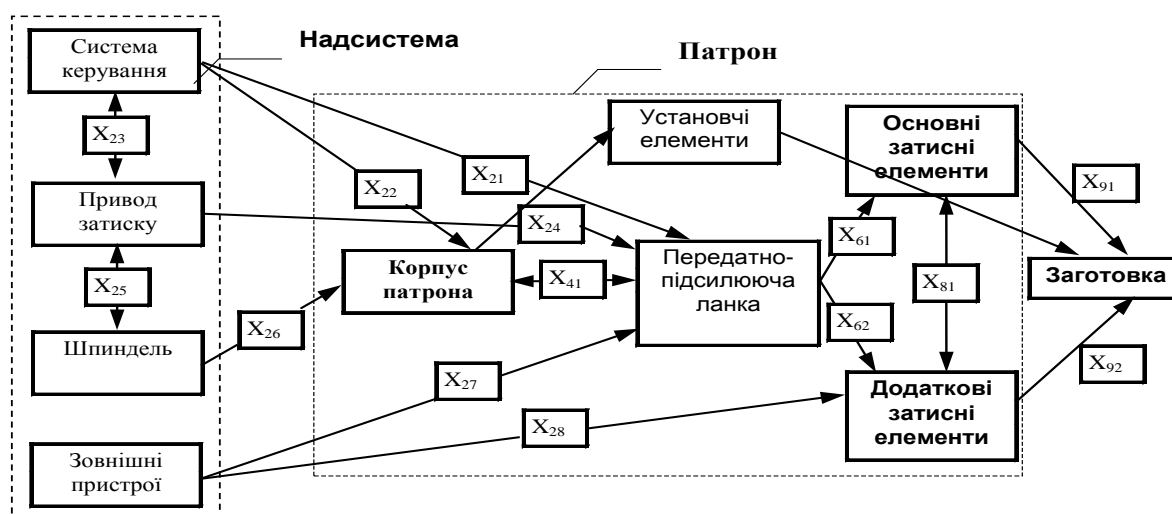 Надсистема
Патрон
Система
керування
X23
Привод
затиску
X25
Шпиндель
Зовнішні
пристрої
X22
X21
X24
X26
X27
X28
Корпус
патрона
X41
Установчі
елементи
Передатно-
підсилююча
ланка
X61
X62
Основні
затисні
елементи
X81
Додаткові
затисні
елементи
X91
X92
Заготовка